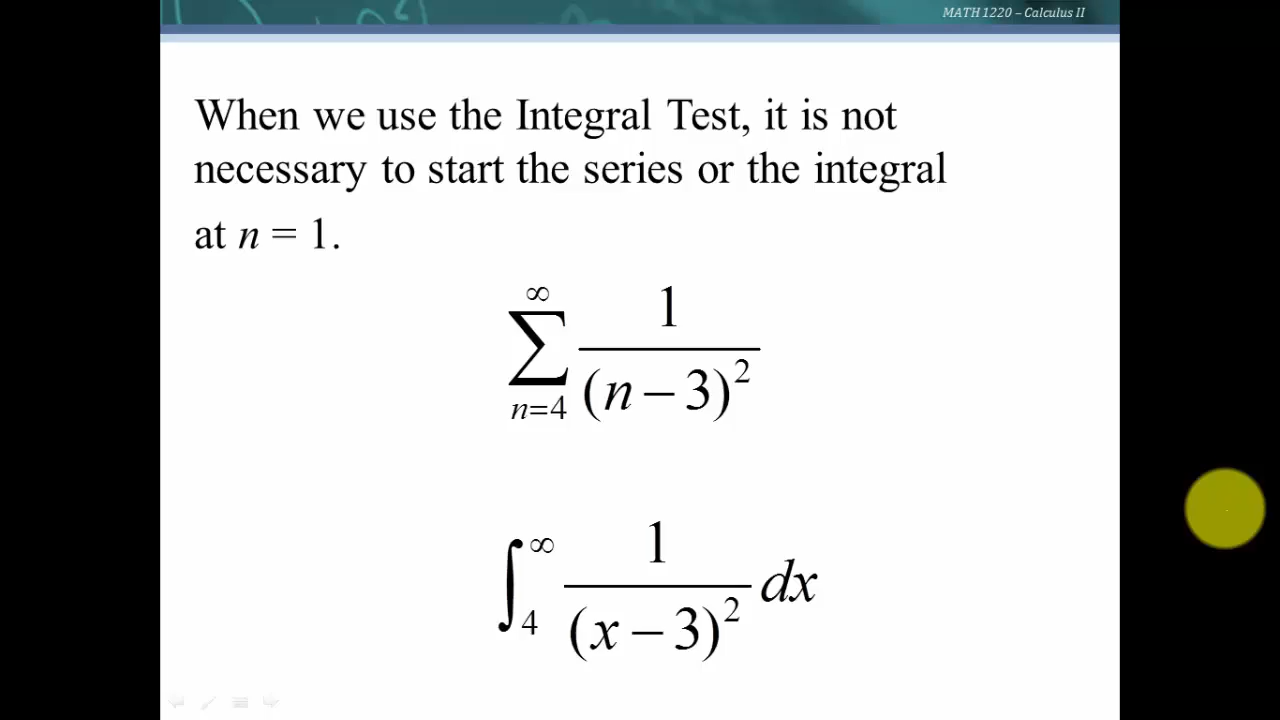 MATH 1220 – Calculus II
When we use the Integral Test, it is not
necessary to start the series or the integral
at n = 1.
∑_{n=4}^{∞} 1/(n – 3)²
∫_{4}^{∞} 1/(x – 3)² dx